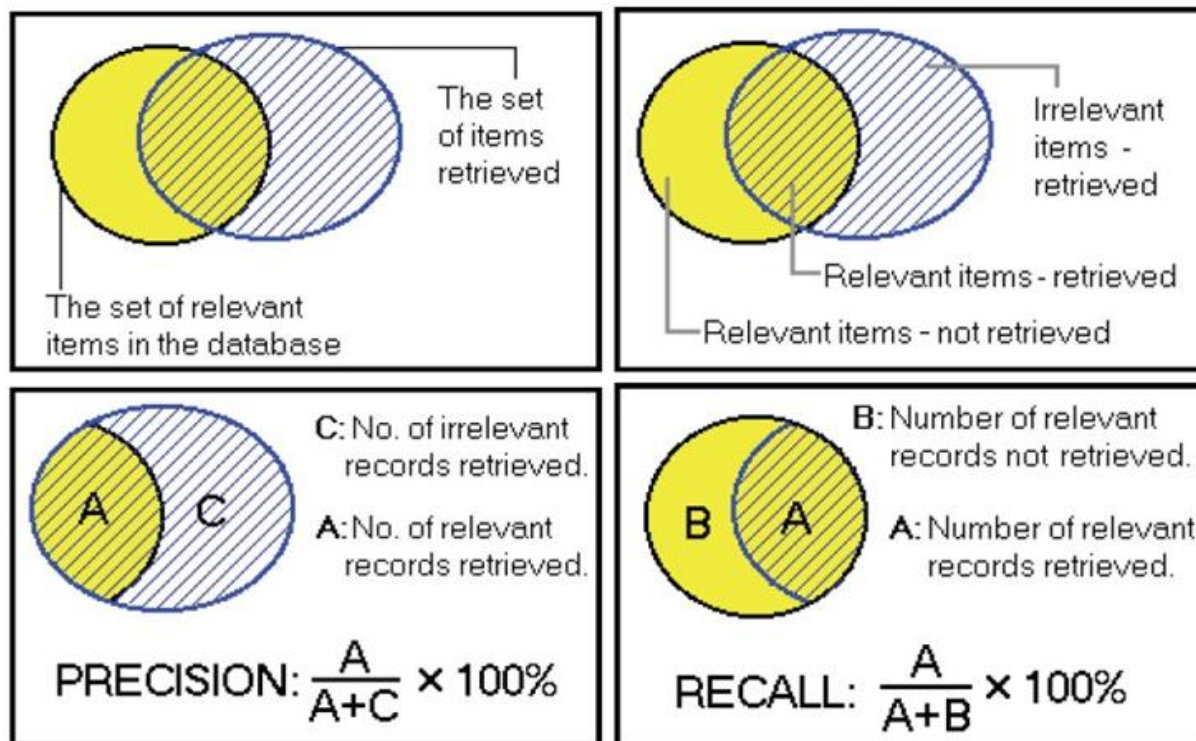 The set
of items
retrieved
The set of relevant
items in the database
Irrelevant
items -
retrieved
Relevant items - retrieved
Relevant items - not retrieved
C: No. of irrelevant
records retrieved.
A: No. of relevant
records retrieved.
A
C
PRECISION: A / A+C × 100%
B: Number of relevant
records not retrieved.
A: Number of relevant
records retrieved.
B
A
RECALL: A / A+B × 100%